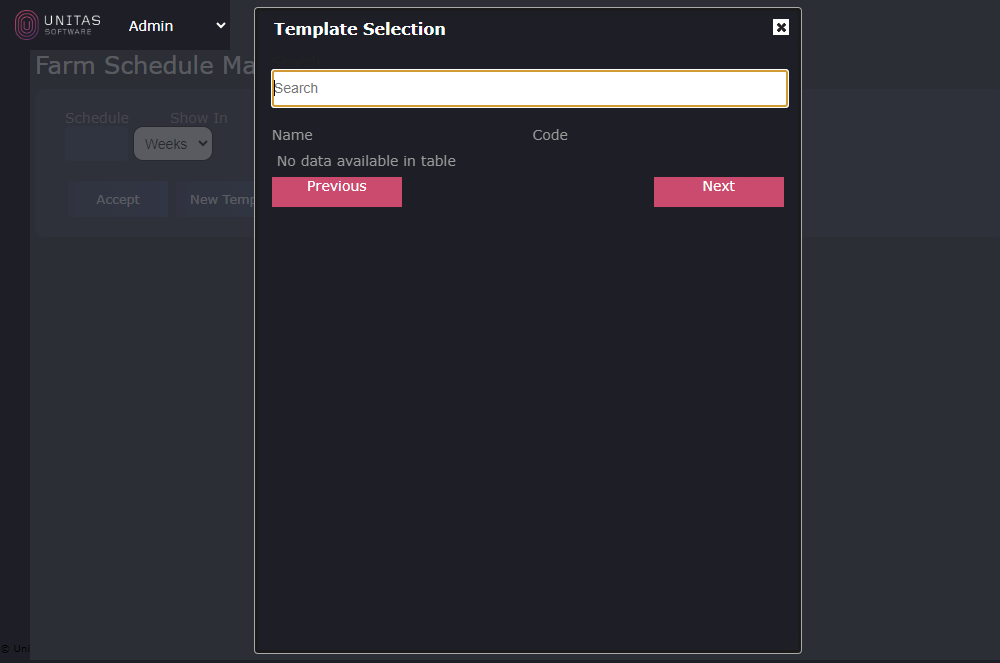 UNITAS
SOFTWARE
Admin
Template Selection
Farm Schedule Ma
Search
Schedule
Show In
Weeks
Name
Code
No data available in table
Previous
Next
Accept
New Temp
© Uni